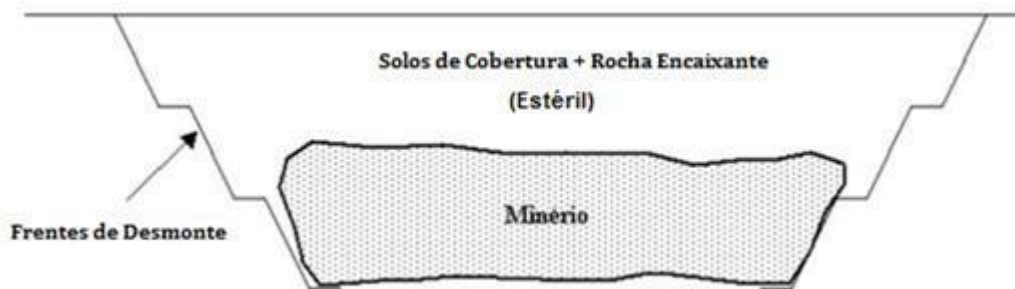 Solos de Cobertura + Rocha Encaixante
(Estéril)
Minério
Frentes de Desmonte